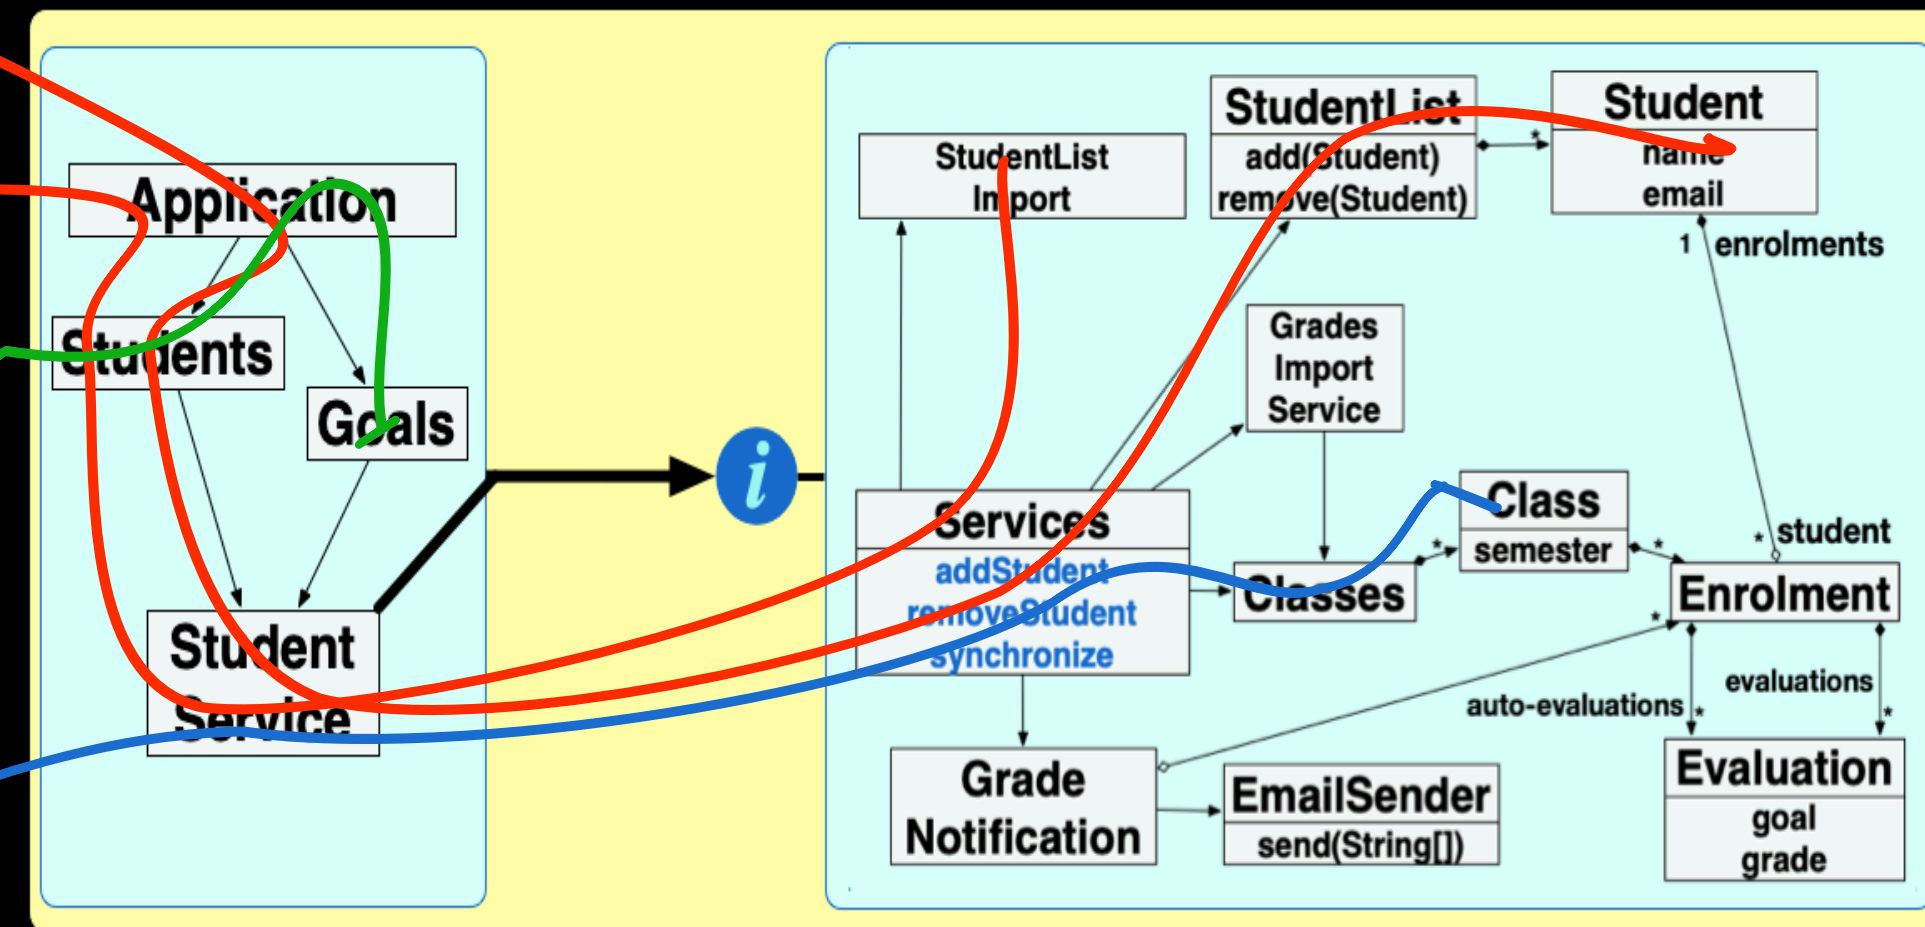 Application
Students
Goals
Student
Service
i
StudentList
Import
StudentList
add(Student)
remove(Student)
*
Student
name
email
1 enrolments
Grades
Import
Service
Services
addStudent
removeStudent
synchronize
Classes
*
Class
semester
*
* student
Enrolment
*
auto-evaluations *
evaluations
*
Grade
Notification
EmailSender
send(String[])
Evaluation
goal
grade